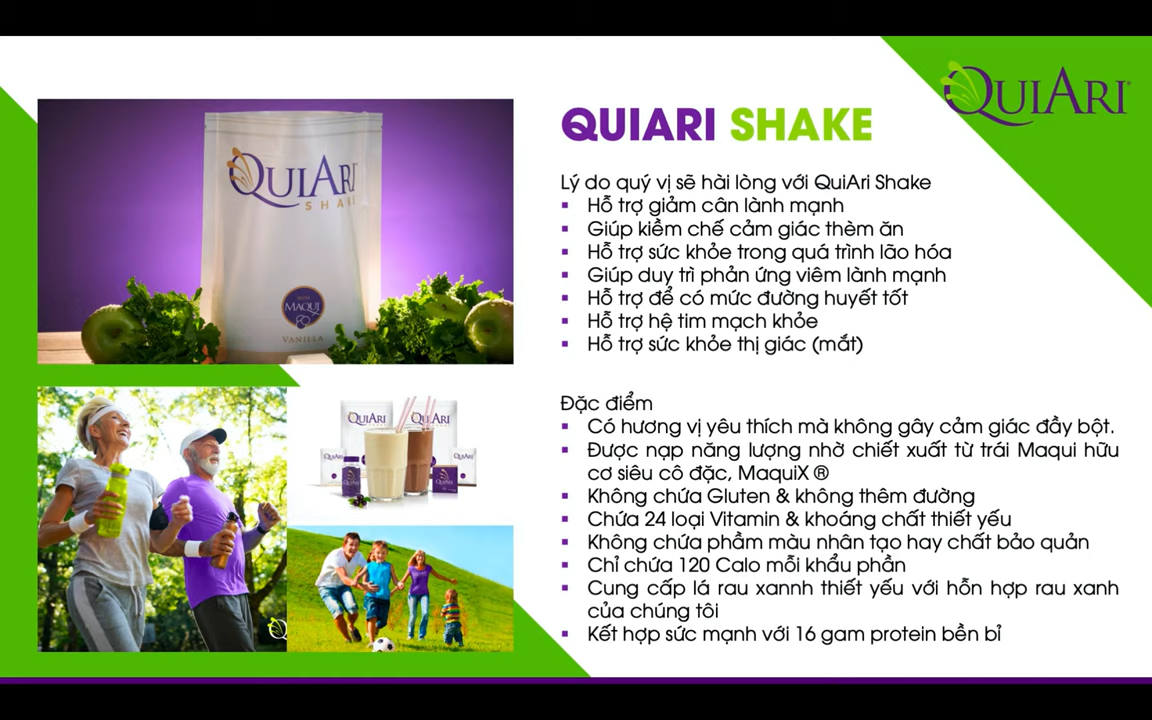 QUIARI
QUIARI
SHAKE
MAQUI
VANILLA
QUIARI SHAKE
Lý do quý vị sẽ hài lòng với QuiAri Shake
▪ Hỗ trợ giảm cân lành mạnh
▪ Giúp kiềm chế cảm giác thèm ăn
▪ Hỗ trợ sức khỏe trong quá trình lão hóa
▪ Giúp duy trì phản ứng viêm lành mạnh
▪ Hỗ trợ để có mức đường huyết tốt
▪ Hỗ trợ hệ tim mạch khỏe
▪ Hỗ trợ sức khỏe thị giác (mắt)
Đặc điểm
▪ Có hương vị yêu thích mà không gây cảm giác đầy bột.
▪ Được nạp năng lượng nhờ chiết xuất từ trái Maqui hữu
cơ siêu cô đặc, MaquiX ®
▪ Không chứa Gluten & không thêm đường
▪ Chứa 24 loại Vitamin & khoáng chất thiết yếu
▪ Không chứa phầm màu nhân tạo hay chất bảo quản
▪ Chỉ chứa 120 Calo mỗi khẩu phần
▪ Cung cấp lá rau xannh thiết yếu với hỗn hợp rau xanh
của chúng tôi
▪ Kết hợp sức mạnh với 16 gam protein bền bỉ
QUIARI
QUIARI